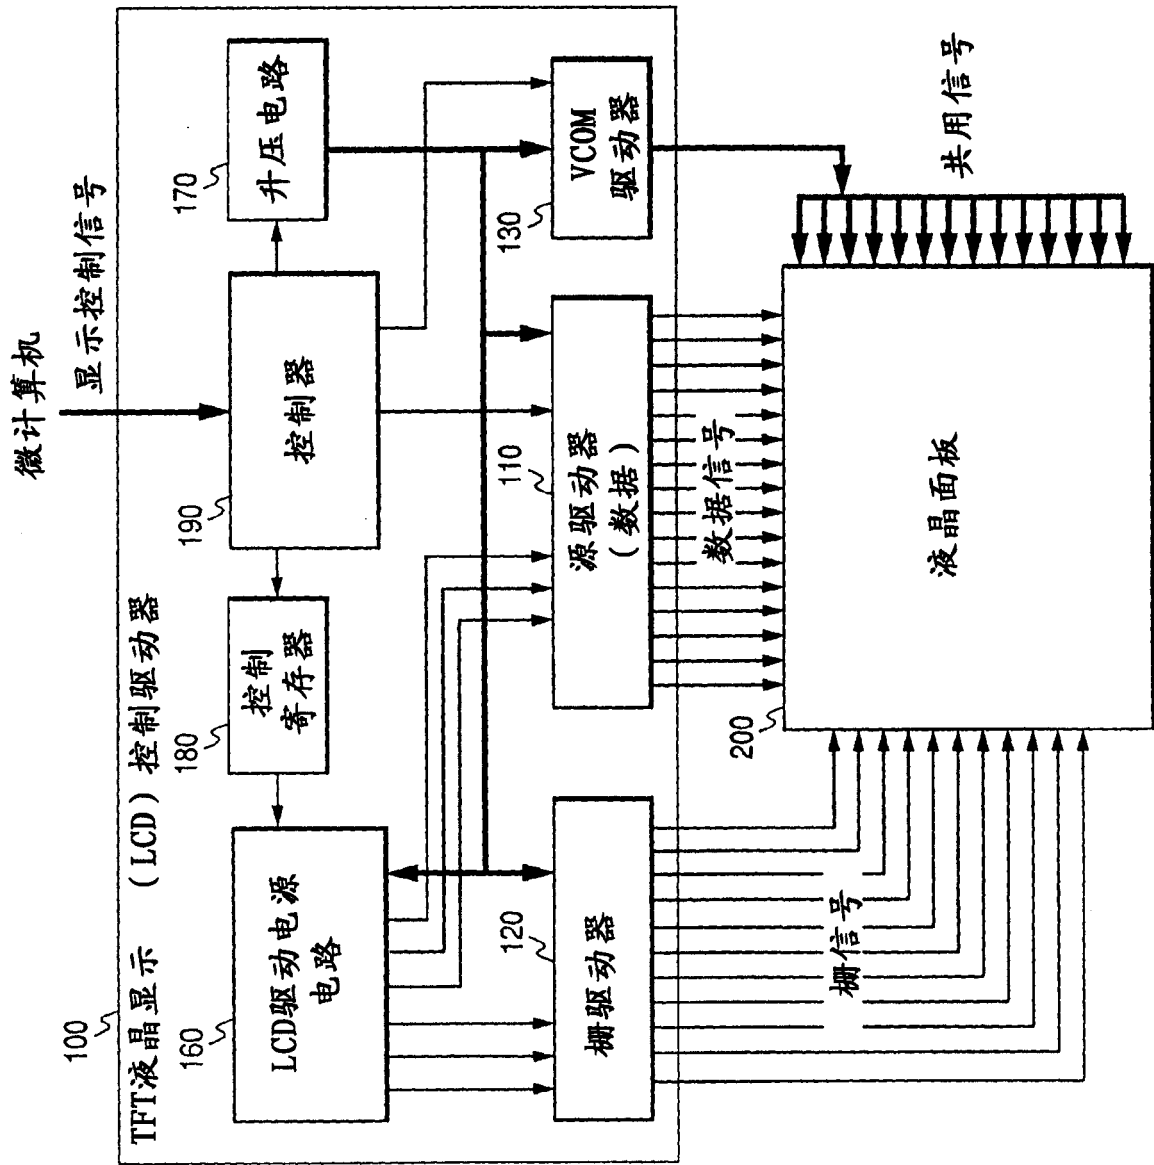 100
TFT液晶显示 (LCD) 控制驱动器
微计算机
显示控制信号
160
LCD驱动电源
电路
180
控制
寄存器
190
控制器
170
升压电路
120
栅驱动器
110
源驱动器
(数据)
130
VCOM
驱动器
栅信号
数据信号
共用信号
200
液晶面板